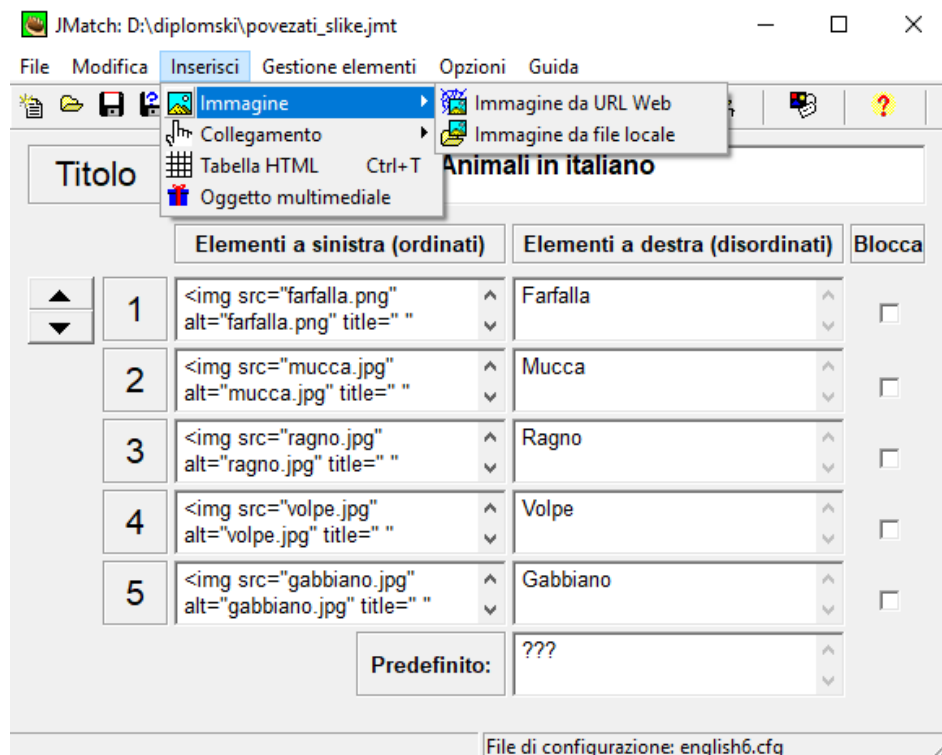 JMatch: D:\diplomski\povezati_slike.jmt
File Modifica Inserisci Gestione elementi Opzioni Guida
Immagine
Immagine da URL Web
Collegamento
Immagine da file locale
Tabella HTML Ctrl+T
Oggetto multimediale
?
Titolo
Animali in italiano
Elementi a sinistra (ordinati) Elementi a destra (disordinati) Blocca
1
<img src="farfalla.png"
alt="farfalla.png" title=" "
Farfalla
2
<img src="mucca.jpg"
alt="mucca.jpg" title=" "
Mucca
3
<img src="ragno.jpg"
alt="ragno.jpg" title=" "
Ragno
4
<img src="volpe.jpg"
alt="volpe.jpg" title=" "
Volpe
5
<img src="gabbiano.jpg"
alt="gabbiano.jpg" title=" "
Gabbiano
Predefinito:
???
File di configurazione: english6.cfg